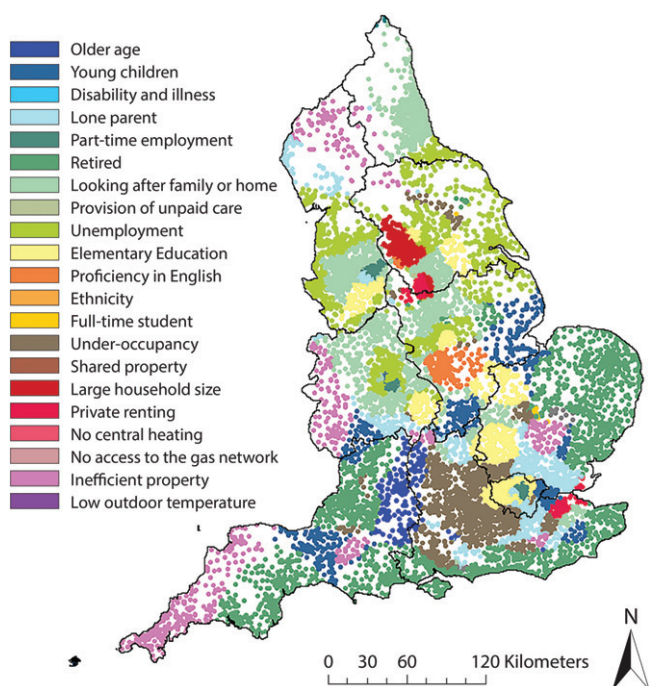 Older age
Young children
Disability and illness
Lone parent
Part-time employment
Retired
Looking after family or home
Provision of unpaid care
Unemployment
Elementary Education
Proficiency in English
Ethnicity
Full-time student
Under-occupancy
Shared property
Large household size
Private renting
No central heating
No access to the gas network
Inefficient property
Low outdoor temperature
N
0 30 60 120 Kilometers